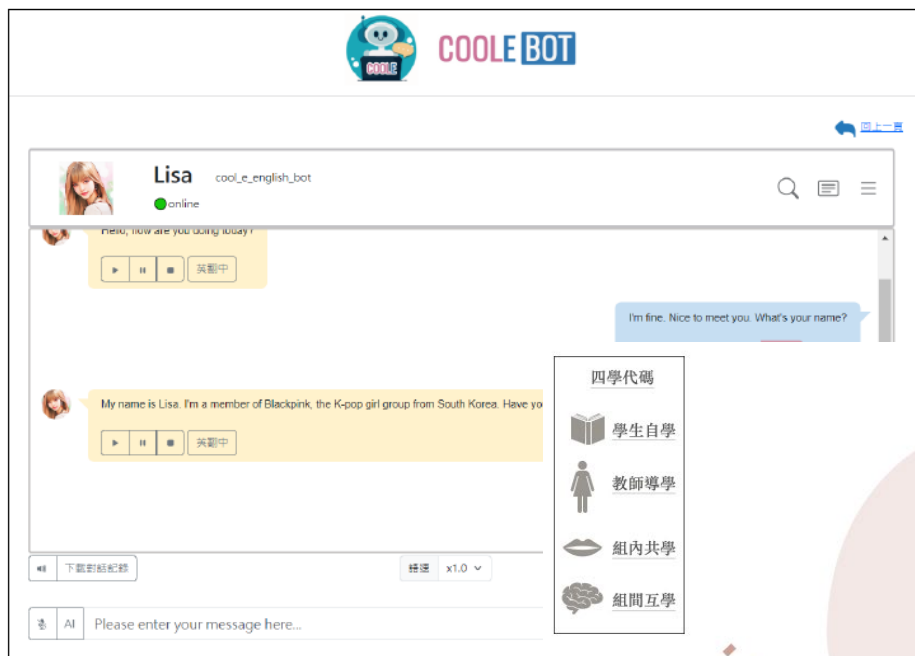 COOLE
COOLE BOT
回上一頁
Lisa cool_e_english_bot
online
Hello, how are you doing today?
英翻中
I'm fine. Nice to meet you. What's your name?
My name is Lisa. I'm a member of Blackpink, the K-pop girl group from South Korea. Have yo
英翻中
四學代碼
學生自學
教師導學
組內共學
組間互學
下載對話紀錄
語速 x1.0
AI Please enter your message here...